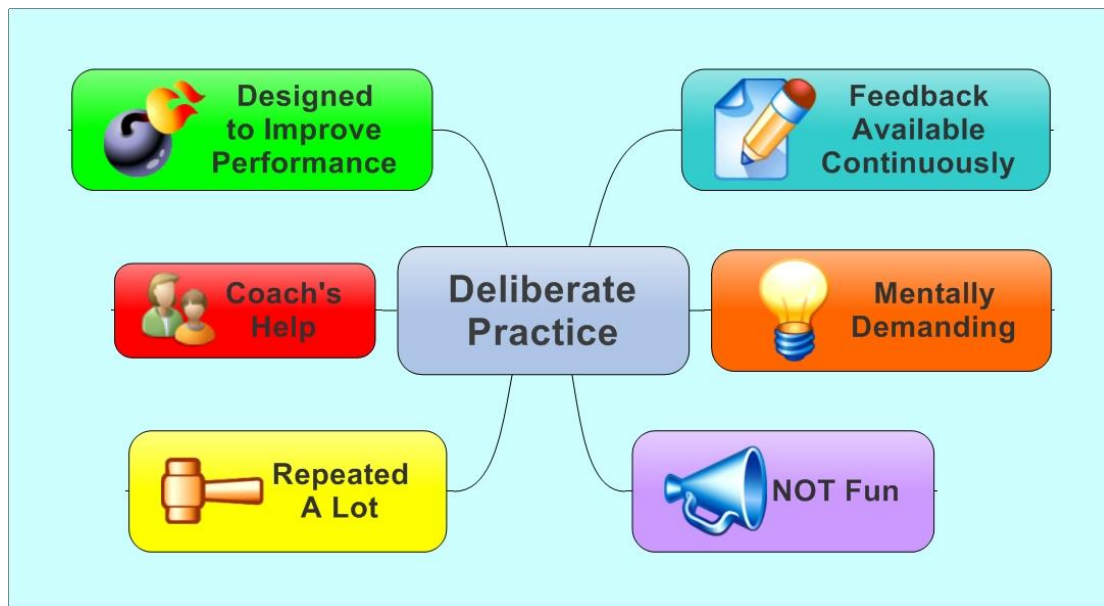 Designed
to Improve
Performance
Feedback
Available
Continuously
Coach's
Help
Deliberate
Practice
Mentally
Demanding
Repeated
A Lot
NOT Fun